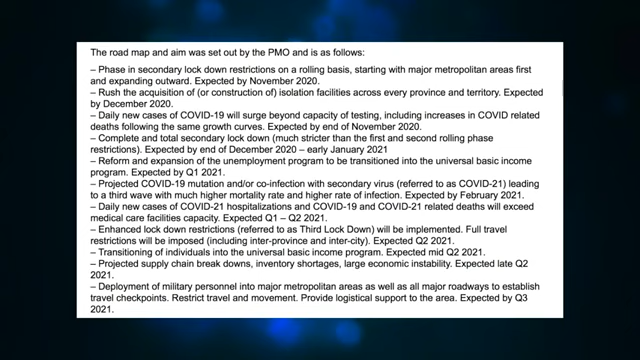 The road map and aim was set out by the PMO and is as follows:
– Phase in secondary lock down restrictions on a rolling basis, starting with major metropolitan areas first
and expanding outward. Expected by November 2020.
– Rush the acquisition of (or construction of) isolation facilities across every province and territory. Expected
by December 2020.
– Daily new cases of COVID-19 will surge beyond capacity of testing, including increases in COVID related
deaths following the same growth curves. Expected by end of November 2020.
– Complete and total secondary lock down (much stricter than the first and second rolling phase
restrictions). Expected by end of December 2020 – early January 2021
– Reform and expansion of the unemployment program to be transitioned into the universal basic income
program. Expected by Q1 2021.
– Projected COVID-19 mutation and/or co-infection with secondary virus (referred to as COVID-21) leading
to a third wave with much higher mortality rate and higher rate of infection. Expected by February 2021.
– Daily new cases of COVID-21 hospitalizations and COVID-19 and COVID-21 related deaths will exceed
medical care facilities capacity. Expected Q1 – Q2 2021.
– Enhanced lock down restrictions (referred to as Third Lock Down) will be implemented. Full travel
restrictions will be imposed (including inter-province and inter-city). Expected Q2 2021.
– Transitioning of individuals into the universal basic income program. Expected mid Q2 2021.
– Projected supply chain break downs, inventory shortages, large economic instability. Expected late Q2
2021.
– Deployment of military personnel into major metropolitan areas as well as all major roadways to establish
travel checkpoints. Restrict travel and movement. Provide logistical support to the area. Expected by Q3
2021.